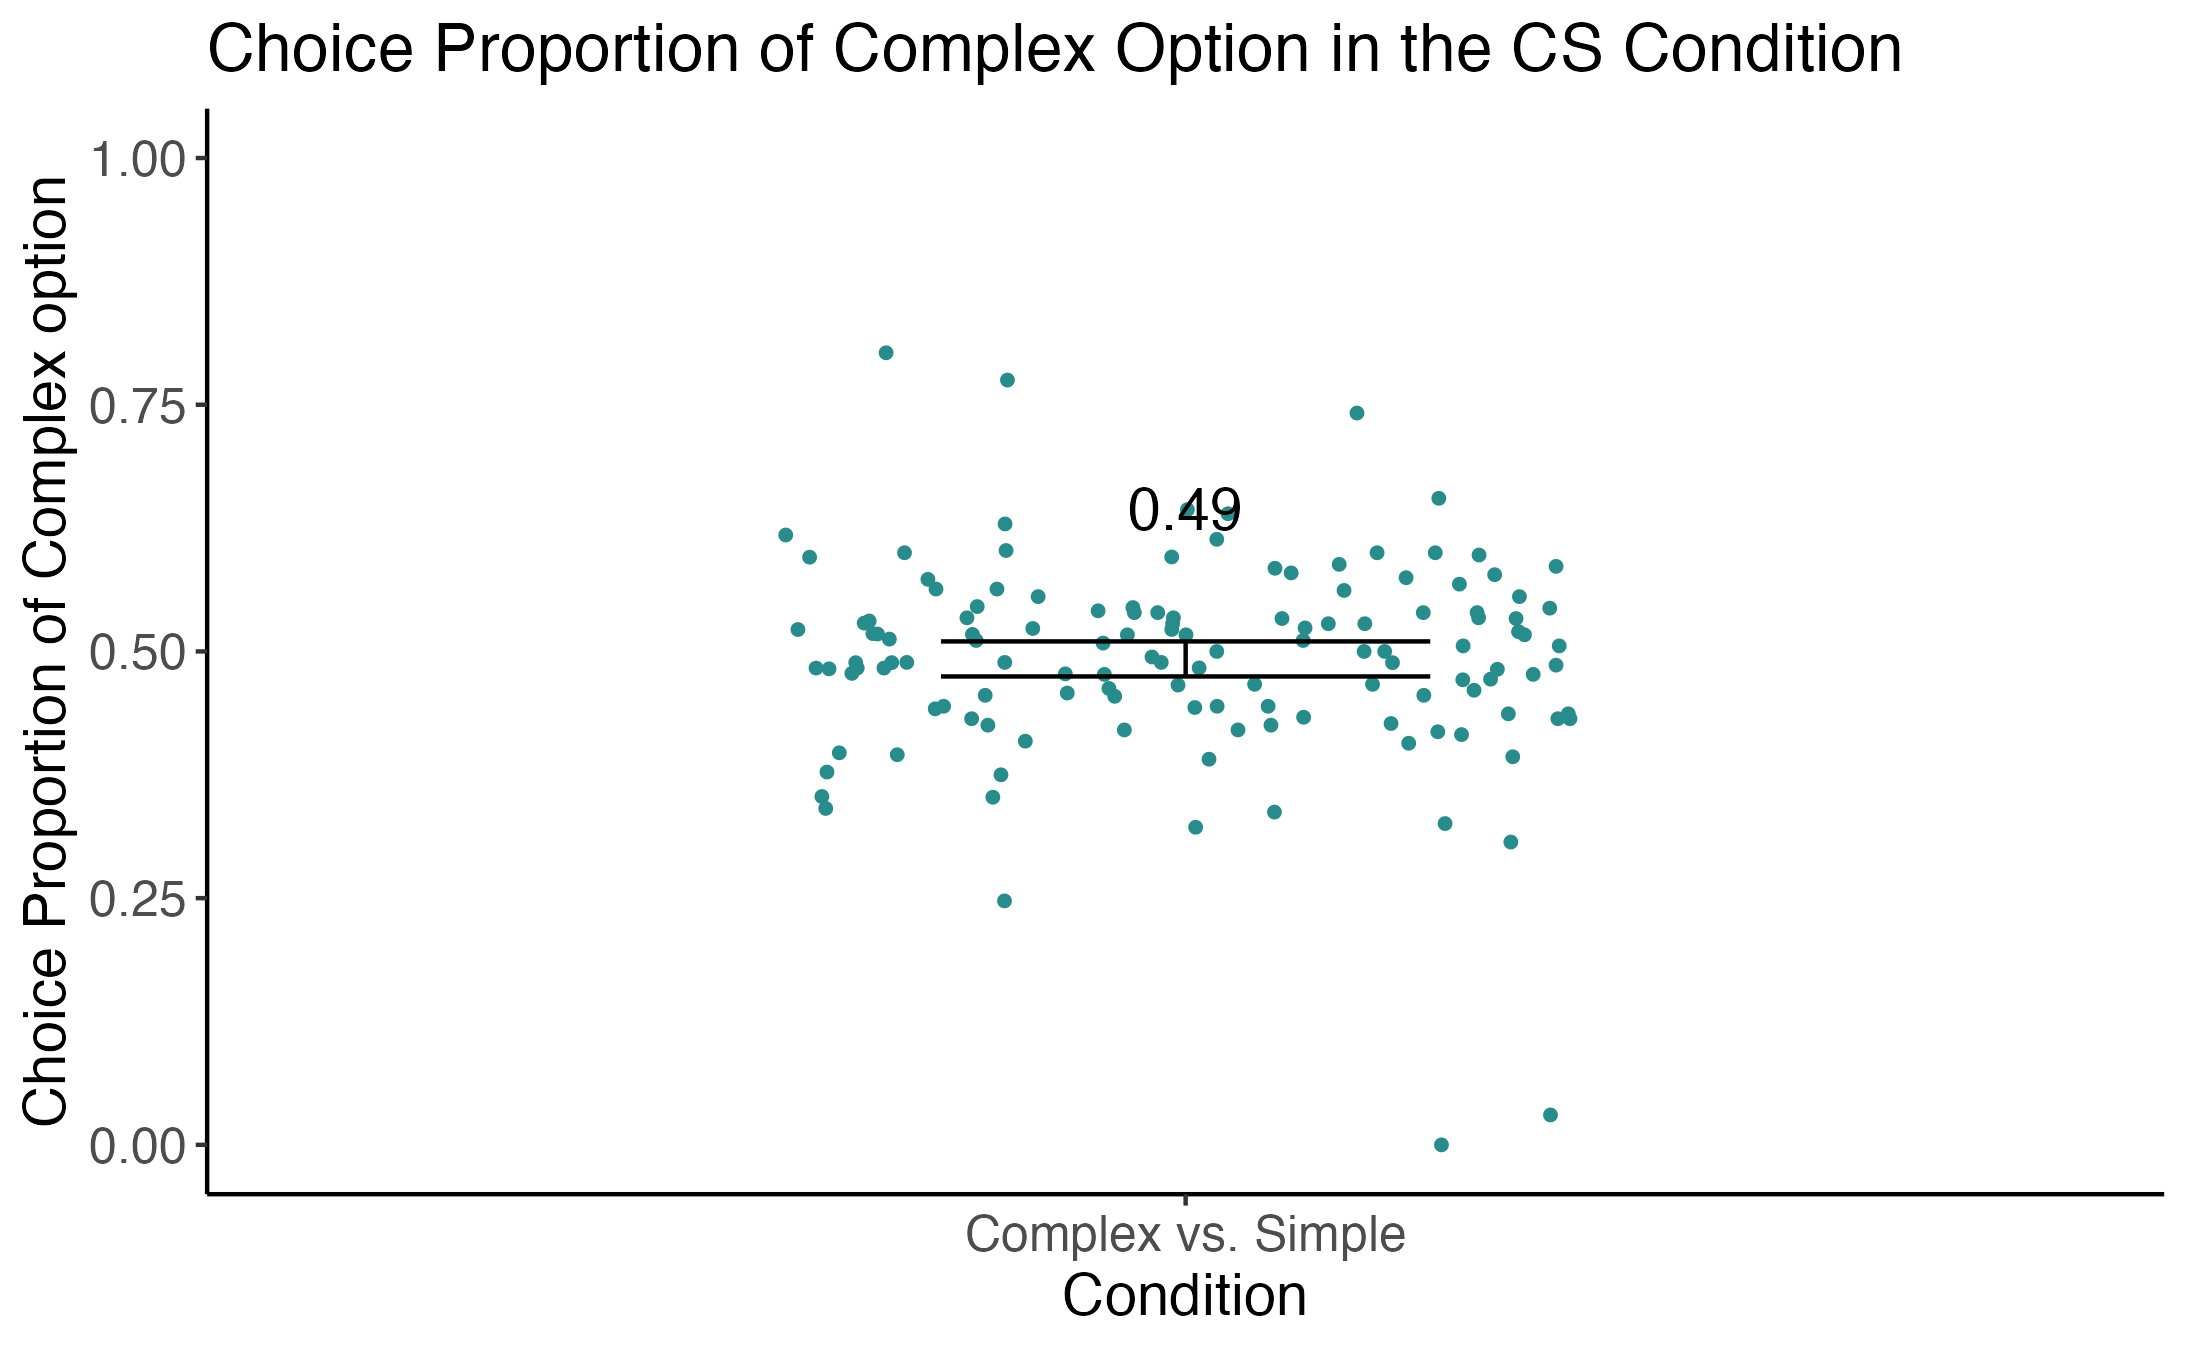 Choice Proportion of Complex Option in the CS Condition
Choice Proportion of Complex option
1.00
0.75
0.50
0.25
0.00
0.49
Complex vs. Simple
Condition